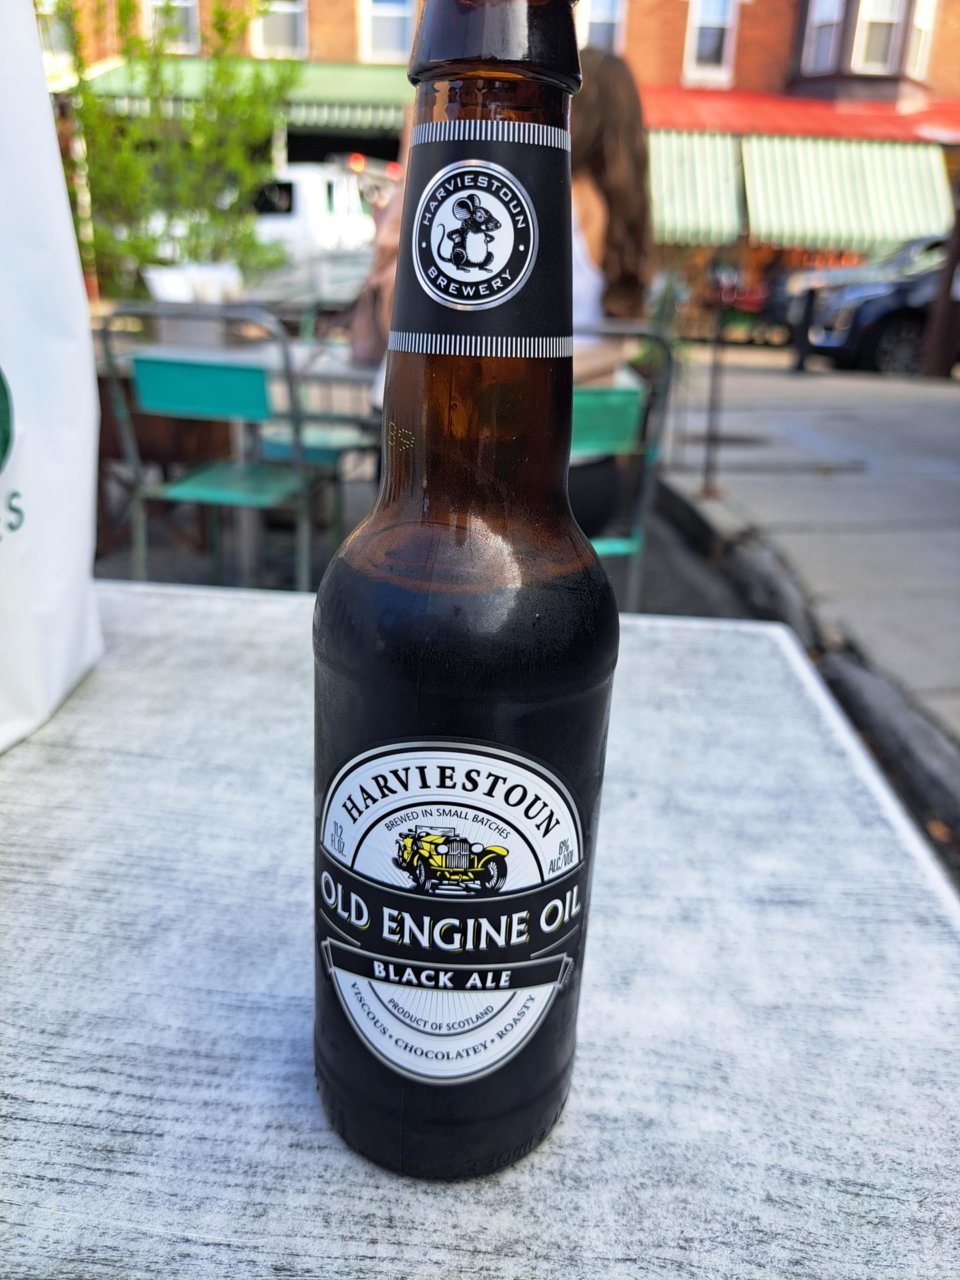 HARVIESTOUN
BREWERY
HARVIESTOUN
BREWED IN SMALL BATCHES
11.2
FL.OZ.
6%
ALC/VOL
OLD ENGINE OIL
BLACK ALE
PRODUCT OF SCOTLAND
VISCOUS • CHOCOLATEY • ROASTY